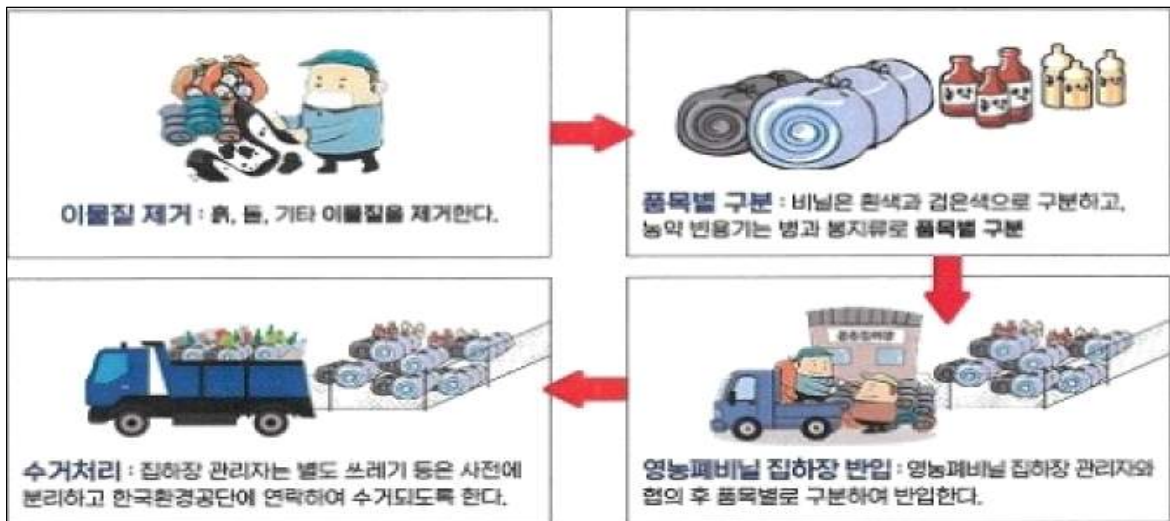 이물질 제거 : 흙, 돌, 기타 이물질을 제거한다.
농약
농약
품목별 구분 : 비닐은 흰색과 검은색으로 구분하고,
농약 빈용기는 병과 봉지류로 품목별 구분
영농폐비닐 집하장 반입 : 영농폐비닐 집하장 관리자와
협의 후 품목별로 구분하여 반입한다.
수거처리 : 집하장 관리자는 별도 쓰레기 등은 사전에
분리하고 한국환경공단에 연락하여 수거되도록 한다.